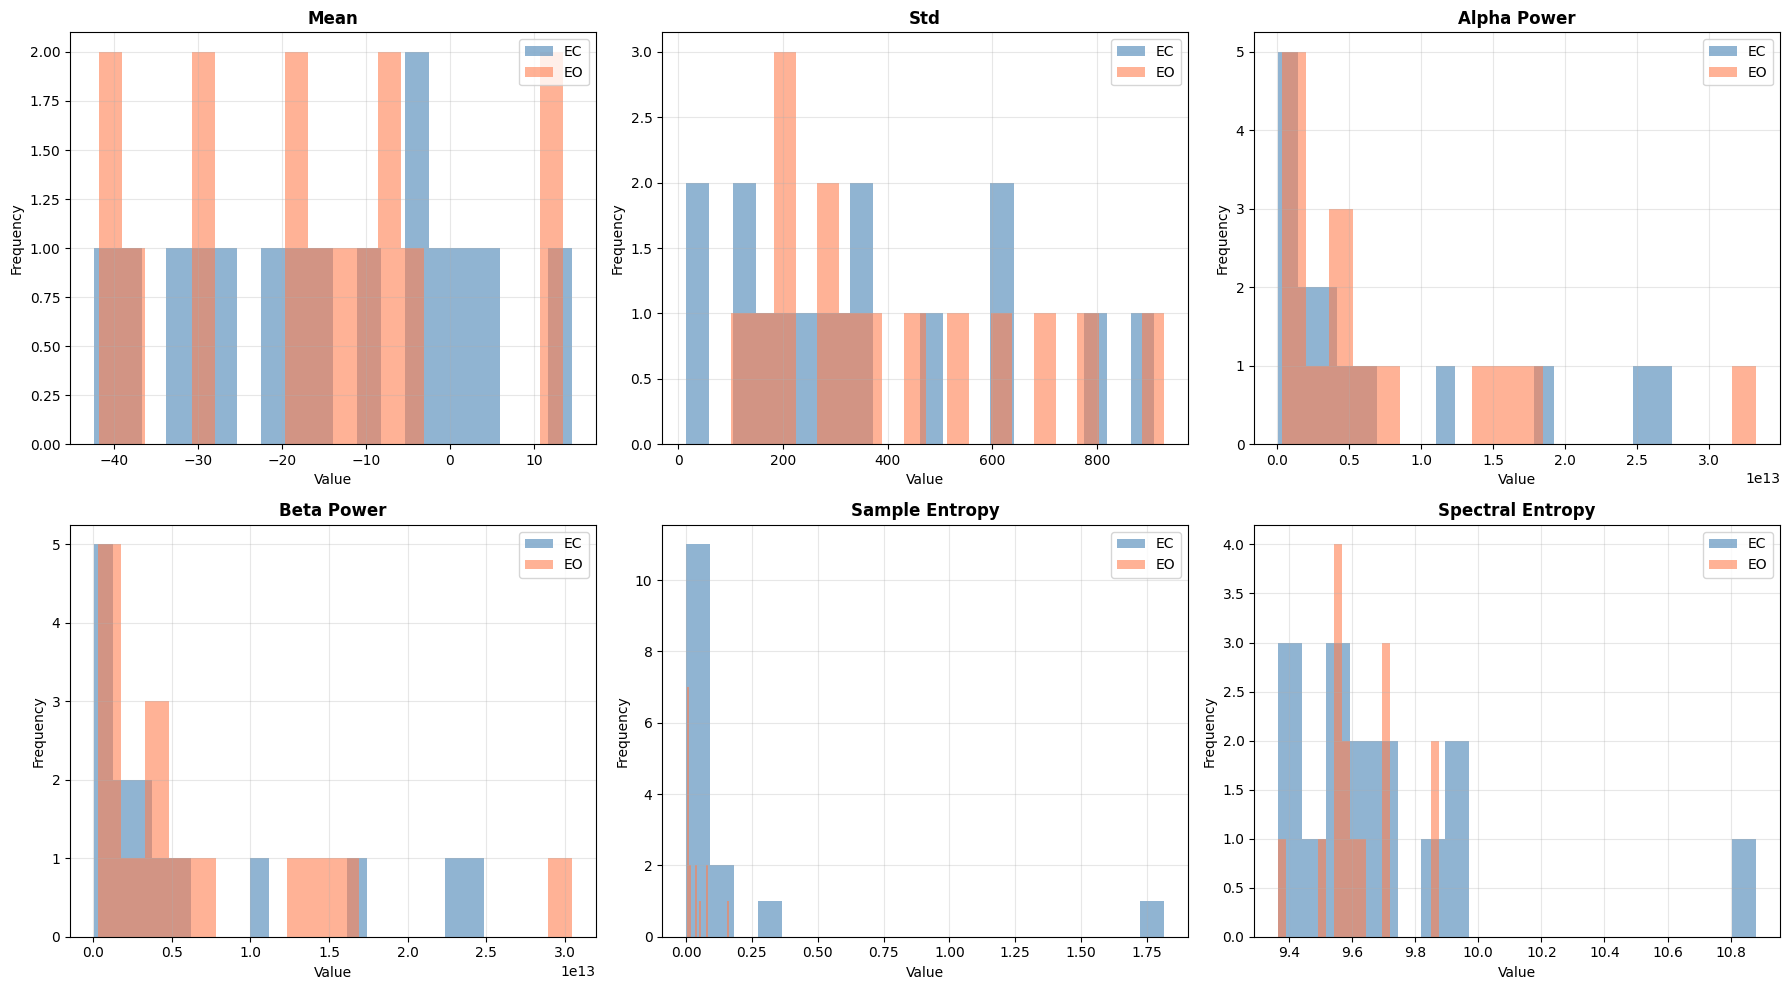 Mean
EC
EO
2.00
1.75
1.50
1.25
1.00
0.75
0.50
0.25
0.00
Frequency
−40 −30 −20 −10 0 10
Value
Std
EC
EO
3.0
2.5
2.0
1.5
1.0
0.5
0.0
Frequency
0 200 400 600 800
Value
Alpha Power
EC
EO
5
4
3
2
1
0
Frequency
0.0 0.5 1.0 1.5 2.0 2.5 3.0
Value
1e13
Beta Power
EC
EO
5
4
3
2
1
0
Frequency
0.0 0.5 1.0 1.5 2.0 2.5 3.0
Value
1e13
Sample Entropy
EC
EO
10
8
6
4
2
0
Frequency
0.00 0.25 0.50 0.75 1.00 1.25 1.50 1.75
Value
Spectral Entropy
EC
EO
4.0
3.5
3.0
2.5
2.0
1.5
1.0
0.5
0.0
Frequency
9.4 9.6 9.8 10.0 10.2 10.4 10.6 10.8
Value